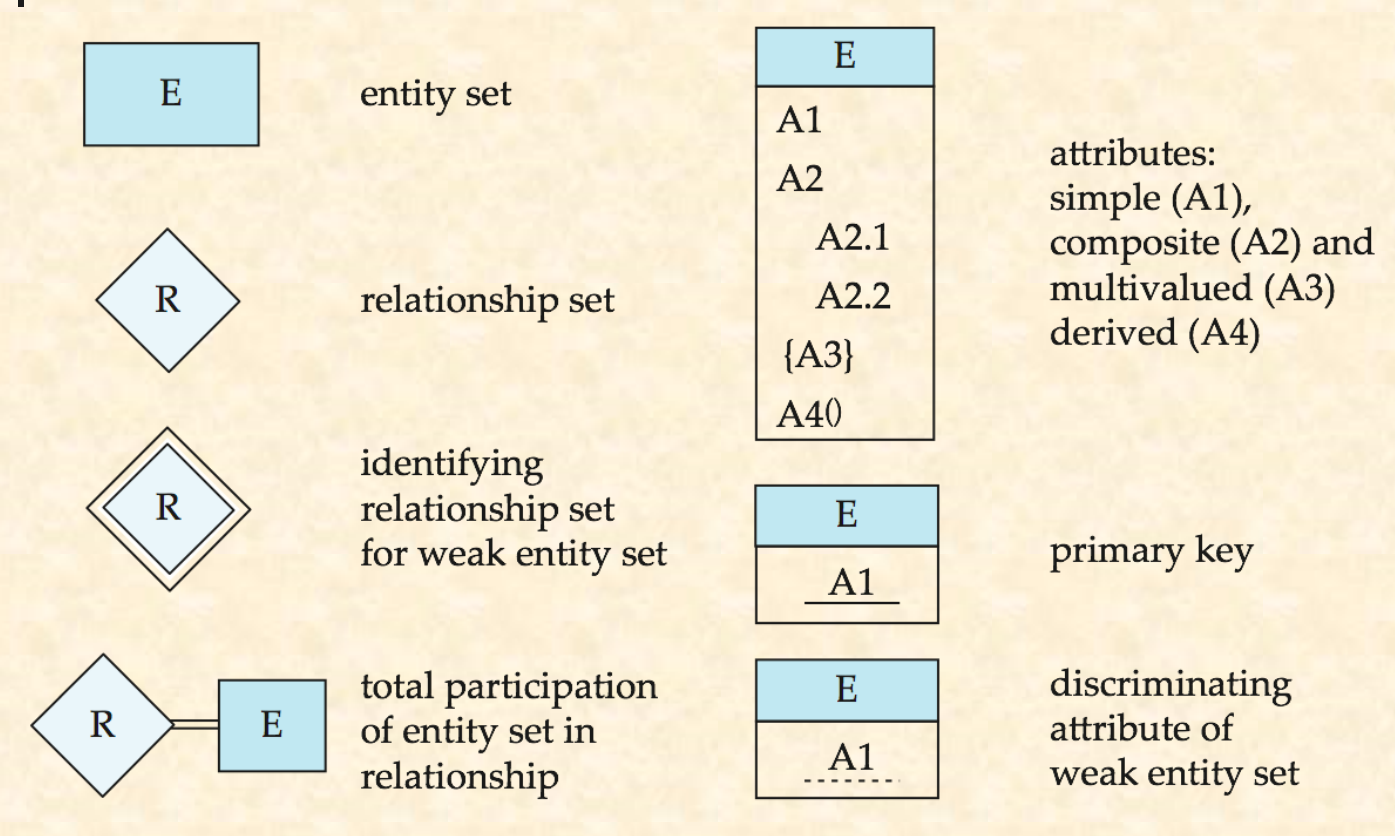 E
entity set
R
relationship set
R
identifying
relationship set
for weak entity set
R
E
total participation
of entity set in
relationship
E
A1
A2
A2.1
A2.2
{A3}
A4()
attributes:
simple (A1),
composite (A2) and
multivalued (A3)
derived (A4)
E
A1
primary key
E
A1
discriminating
attribute of
weak entity set